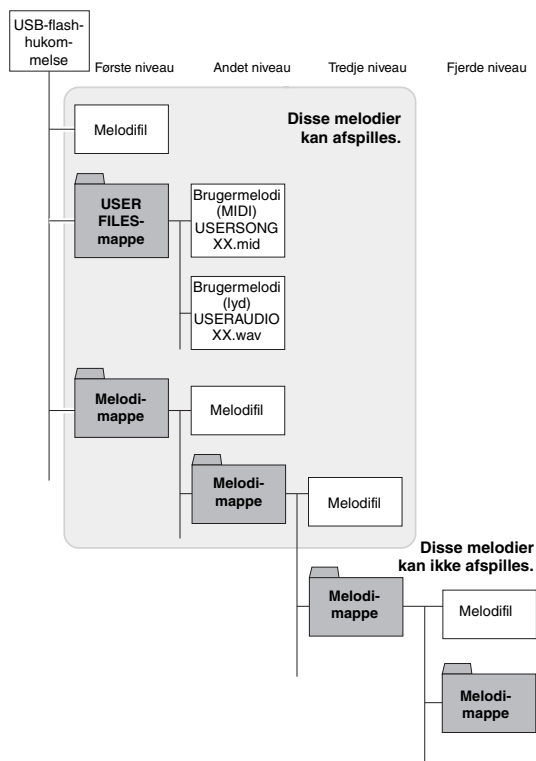 USB-flash-
hukom-
melse
Første niveau
Andet niveau
Tredje niveau
Fjerde niveau
Melodifil
Disse melodier
kan afspilles.
USER
FILES-
mappe
Brugermelodi
(MIDI)
USERSONG
XX.mid
Brugermelodi
(lyd)
USERAUDIO
XX.wav
Melodi-
mappe
Melodifil
Melodi-
mappe
Melodifil
Disse melodier
kan ikke afspilles.
Melodi-
mappe
Melodifil
Melodi-
mappe